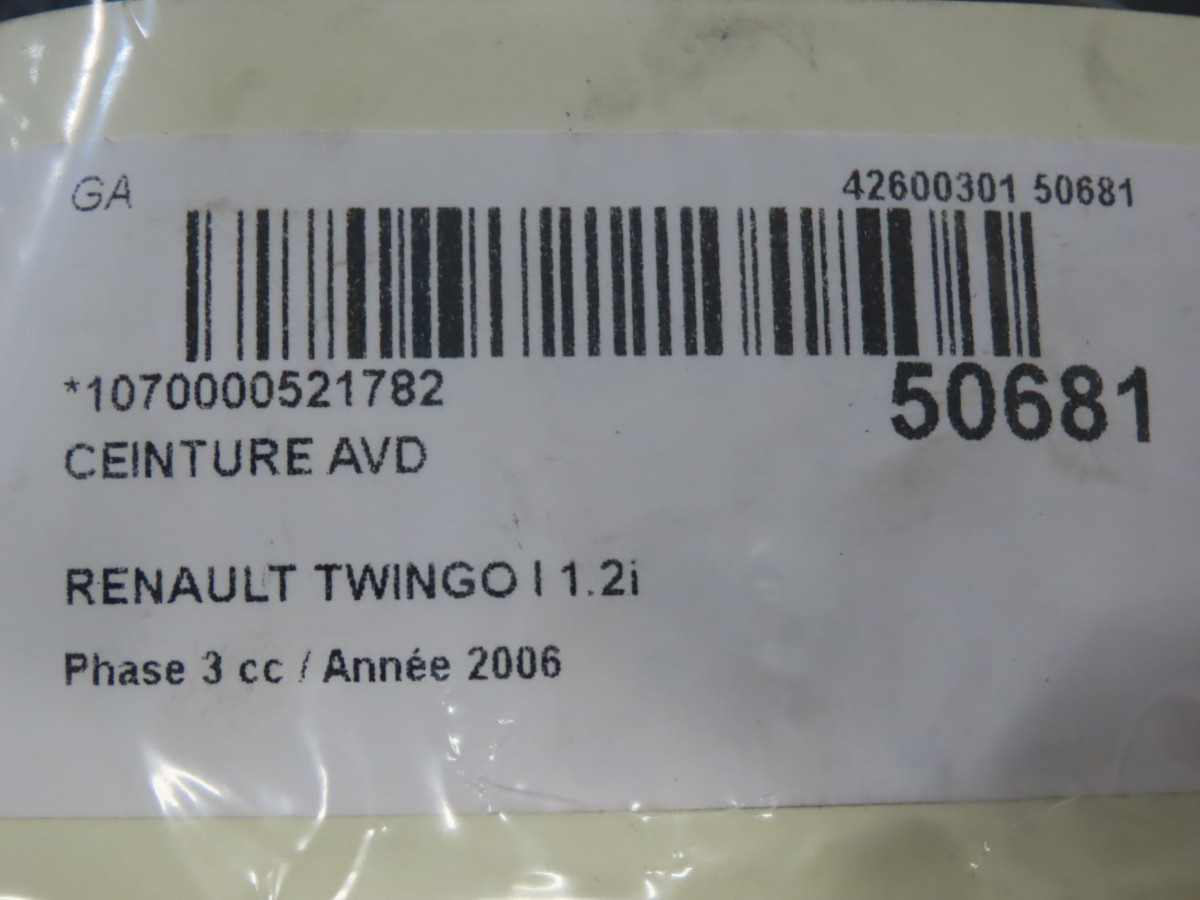 GA
42600301 50681
*1070000521782
50681
CEINTURE AVD
RENAULT TWINGO I 1.2i
Phase 3 cc / Année 2006